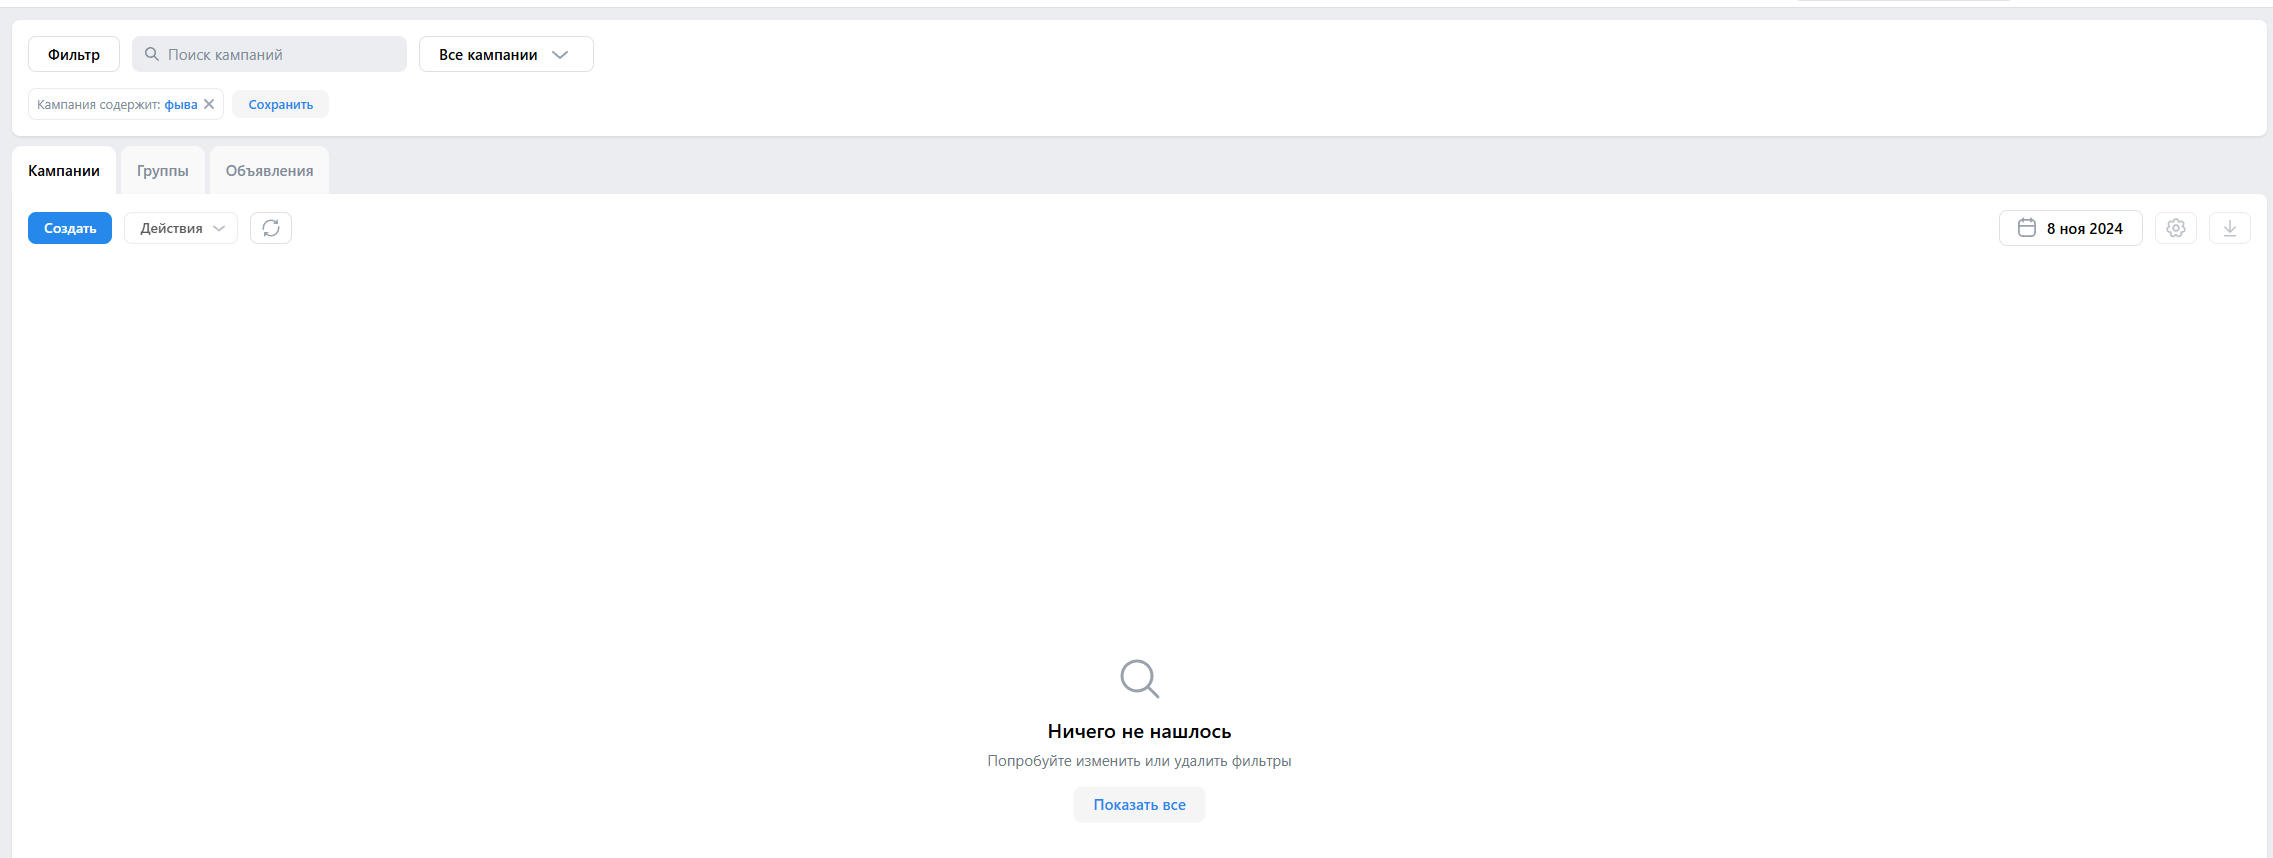 Фильтр
Поиск кампаний
Все кампании
Кампания содержит: фыва
Сохранить
Кампании
Группы
Объявления
Создать
Действия
8 ноя 2024
Ничего не нашлось
Попробуйте изменить или удалить фильтры
Показать все